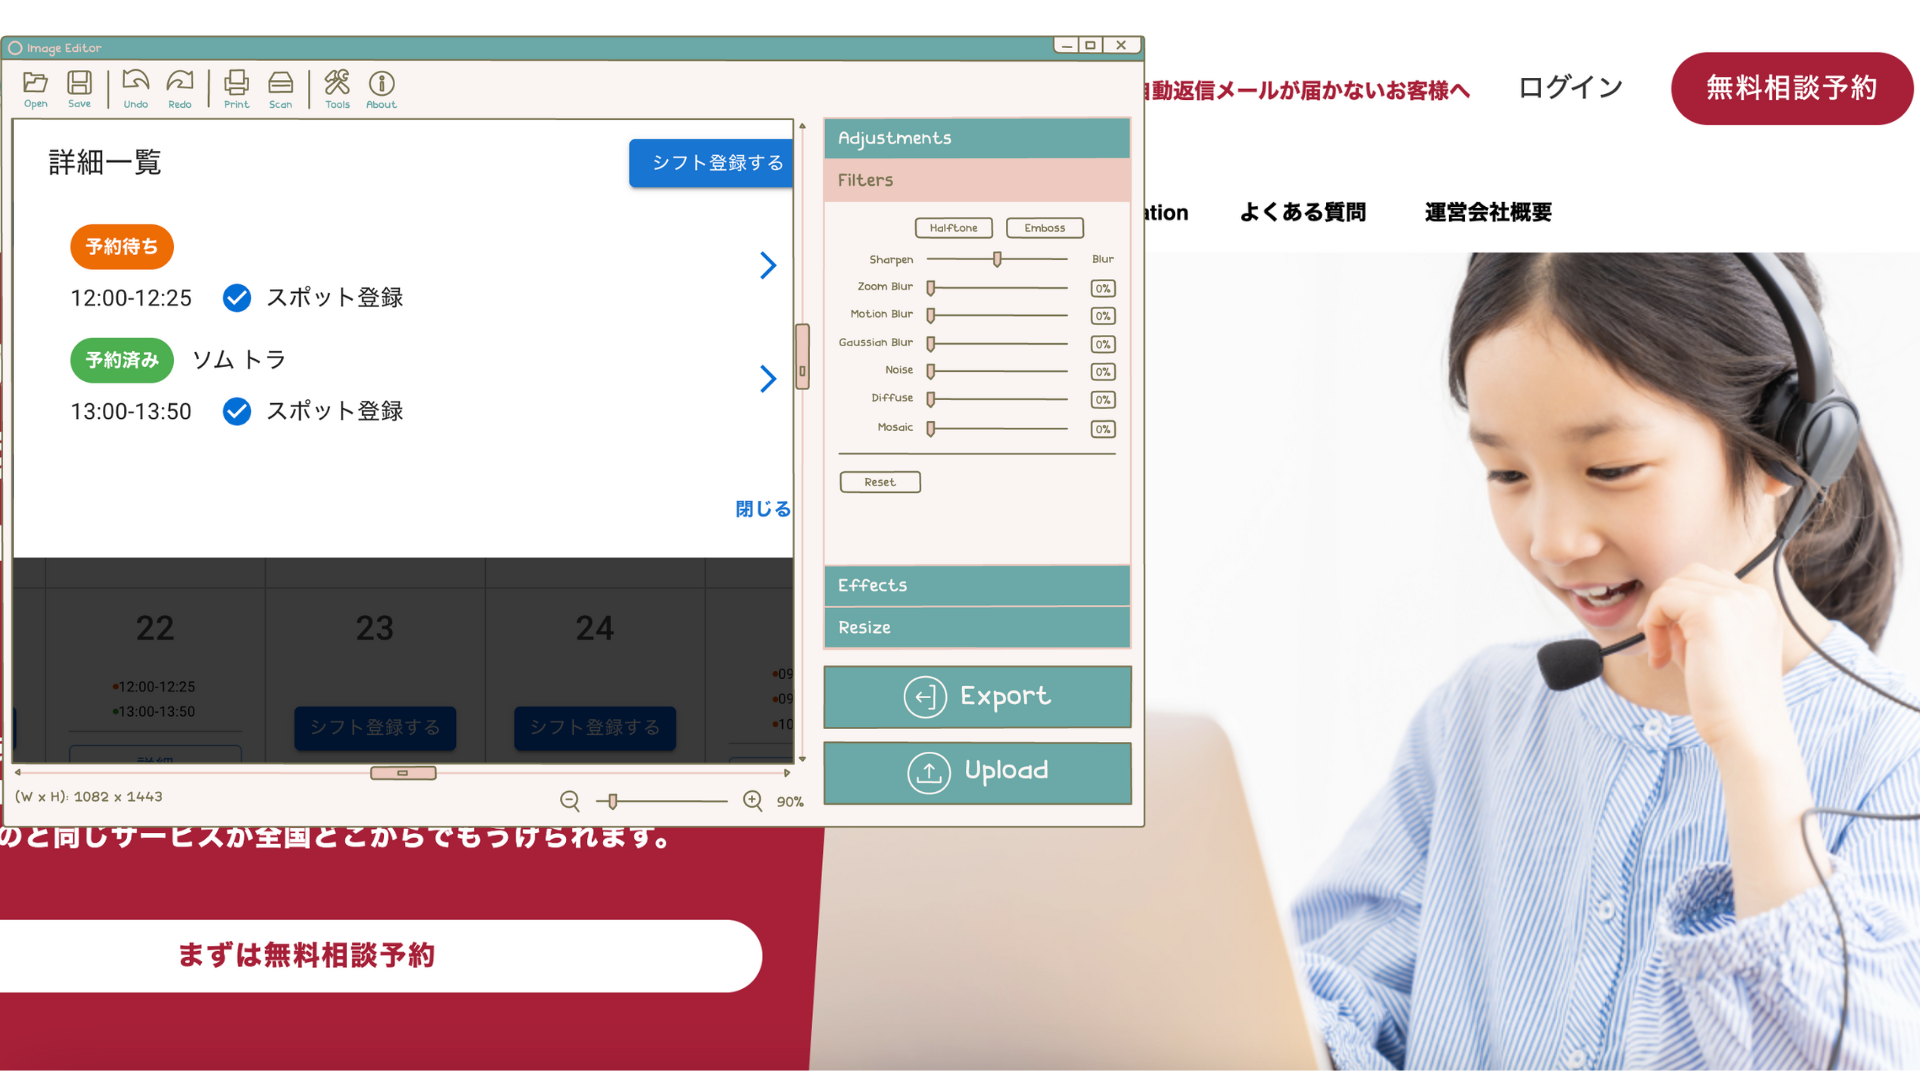 Image Editor
Open
Save
Undo
Redo
Print
Scan
Tools
About
動返信メールが届かないお客様へ
ログイン
無料相談予約
ation
よくある質問
運営会社概要
詳細一覧
シフト登録する
予約待ち
12:00-12:25
スポット登録
予約済み
ソム トラ
13:00-13:50
スポット登録
閉じる
22
23
24
•12:00-12:25
•13:00-13:50
シフト登録する
シフト登録する
•09
•09
•10
Adjustments
Filters
Halftone
Emboss
Sharpen
Blur
Zoom Blur
0%
Motion Blur
0%
Gaussian Blur
0%
Noise
0%
Diffuse
0%
Mosaic
0%
Reset
Effects
Resize
Export
Upload
(W x H): 1082 x 1443
90%
のと同じサービスが全国どこからでもうけられます。
まずは無料相談予約